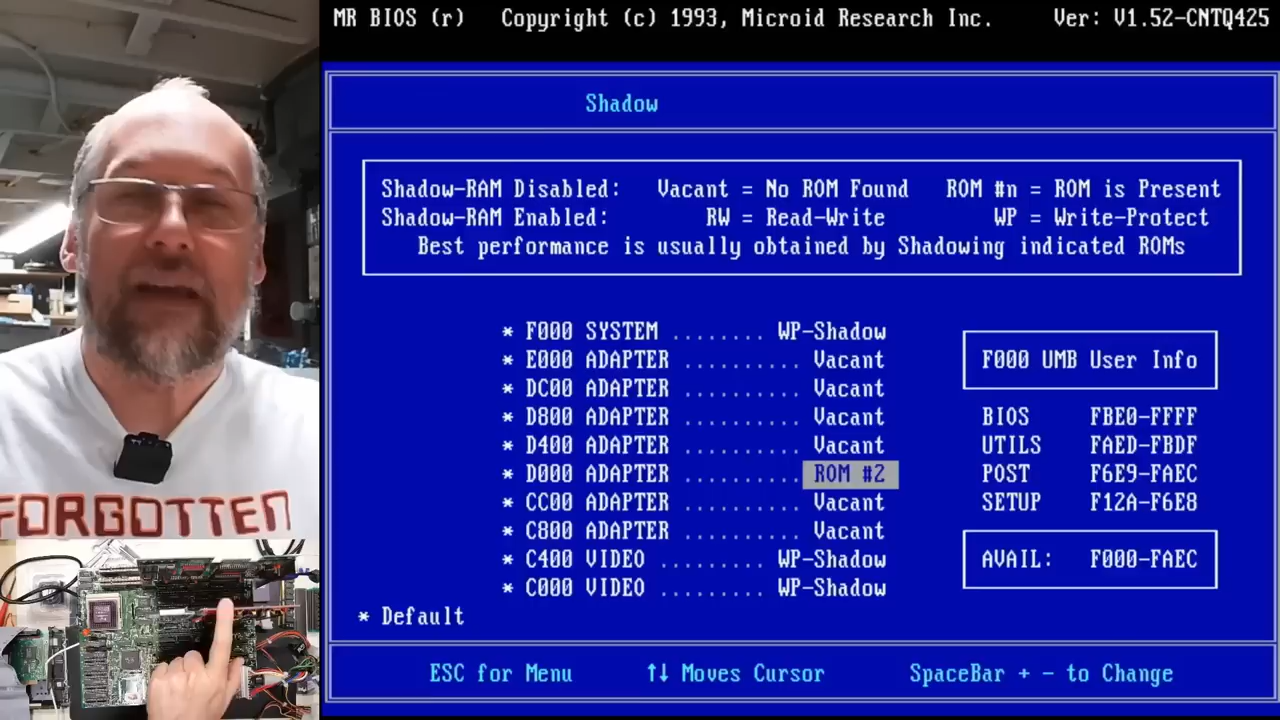 MR BIOS (r) Copyright (c) 1993, Microid Research Inc. Ver: V1.52-CNTQ425
Shadow
Shadow-RAM Disabled: Vacant = No ROM Found ROM #n = ROM is Present
Shadow-RAM Enabled: RW = Read-Write WP = Write-Protect
Best performance is usually obtained by Shadowing indicated ROMs
* F000 SYSTEM ........ WP-Shadow
* E000 ADAPTER .......... Vacant
* DC00 ADAPTER .......... Vacant
* D800 ADAPTER .......... Vacant
* D400 ADAPTER .......... Vacant
* D000 ADAPTER .......... ROM #2
* CC00 ADAPTER .......... Vacant
* C800 ADAPTER .......... Vacant
* C400 VIDEO ......... WP-Shadow
* C000 VIDEO ......... WP-Shadow
* Default
F000 UMB User Info
BIOS FBE0-FFFF
UTILS FAED-FBDF
POST F6E9-FAEC
SETUP F12A-F6E8
AVAIL: F000-FAEC
ESC for Menu ↑↓ Moves Cursor SpaceBar + - to Change
FORGOTTEN